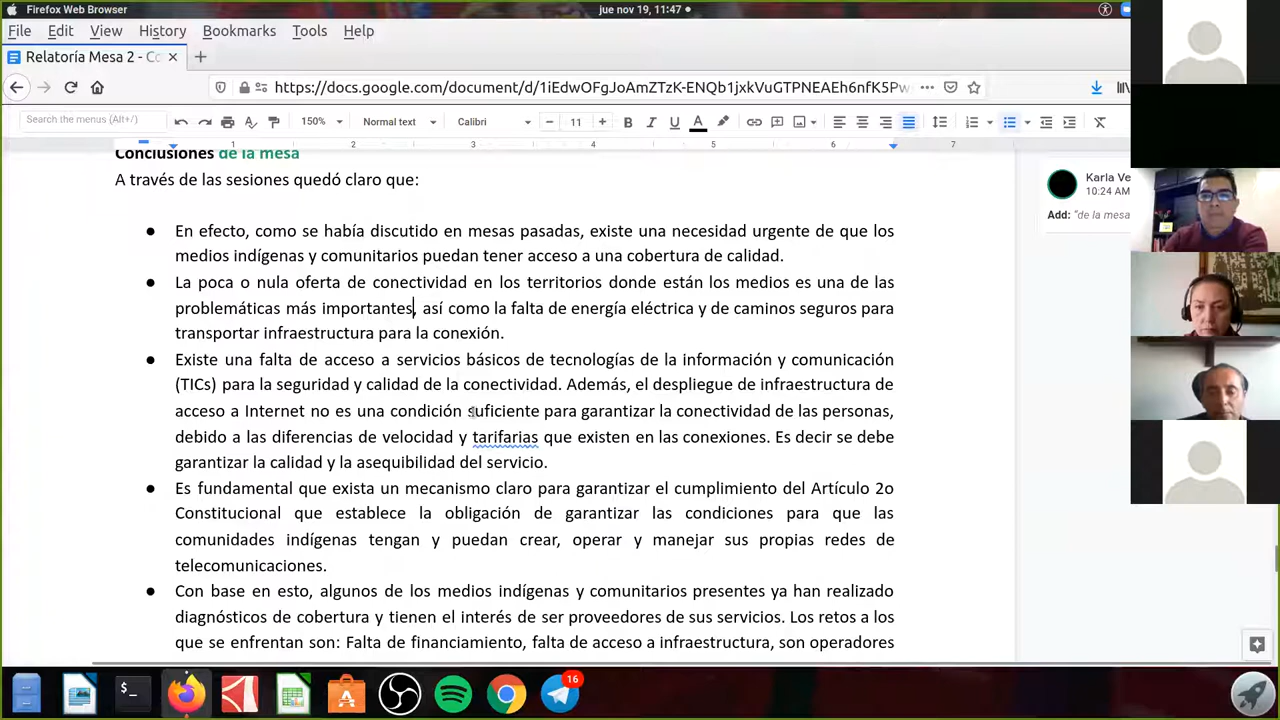 Firefox Web Browser
jue nov 19, 11:47
File Edit View History Bookmarks Tools Help
Relatoría Mesa 2 - Co
https://docs.google.com/document/d/1iEdwOFgJoAmZTzK-ENQb1jxkVuGTPNEAEh6nfK5Pw
Search the menus (Alt+/)
150%
Normal text
Calibri
11
1 2 3 4 5 6 7
Conclusiones de la mesa
A través de las sesiones quedó claro que:
● En efecto, como se había discutido en mesas pasadas, existe una necesidad urgente de que los
medios indígenas y comunitarios puedan tener acceso a una cobertura de calidad.
● La poca o nula oferta de conectividad en los territorios donde están los medios es una de las
problemáticas más importantes, así como la falta de energía eléctrica y de caminos seguros para
transportar infraestructura para la conexión.
● Existe una falta de acceso a servicios básicos de tecnologías de la información y comunicación
(TICs) para la seguridad y calidad de la conectividad. Además, el despliegue de infraestructura de
acceso a Internet no es una condición suficiente para garantizar la conectividad de las personas,
debido a las diferencias de velocidad y tarifarias que existen en las conexiones. Es decir se debe
garantizar la calidad y la asequibilidad del servicio.
● Es fundamental que exista un mecanismo claro para garantizar el cumplimiento del Artículo 2o
Constitucional que establece la obligación de garantizar las condiciones para que las
comunidades indígenas tengan y puedan crear, operar y manejar sus propias redes de
telecomunicaciones.
● Con base en esto, algunos de los medios indígenas y comunitarios presentes ya han realizado
diagnósticos de cobertura y tienen el interés de ser proveedores de sus servicios. Los retos a los
que se enfrentan son: Falta de financiamiento, falta de acceso a infraestructura, son operadores
Karla Ve
10:24 AM
Add: "de la mesa
16